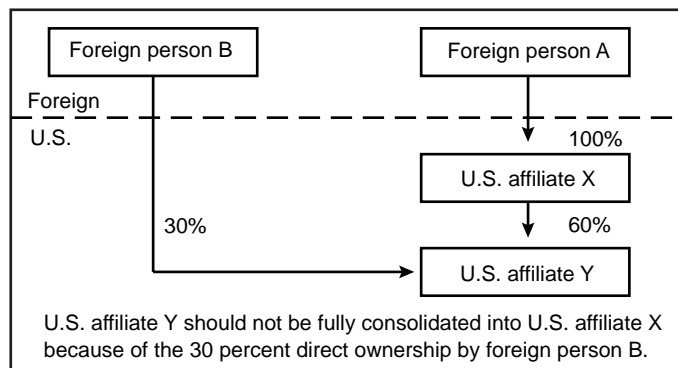 Foreign person B
Foreign person A
Foreign
U.S.
100%
U.S. affiliate X
30%
60%
U.S. affiliate Y
U.S. affiliate Y should not be fully consolidated into U.S. affiliate X
because of the 30 percent direct ownership by foreign person B.